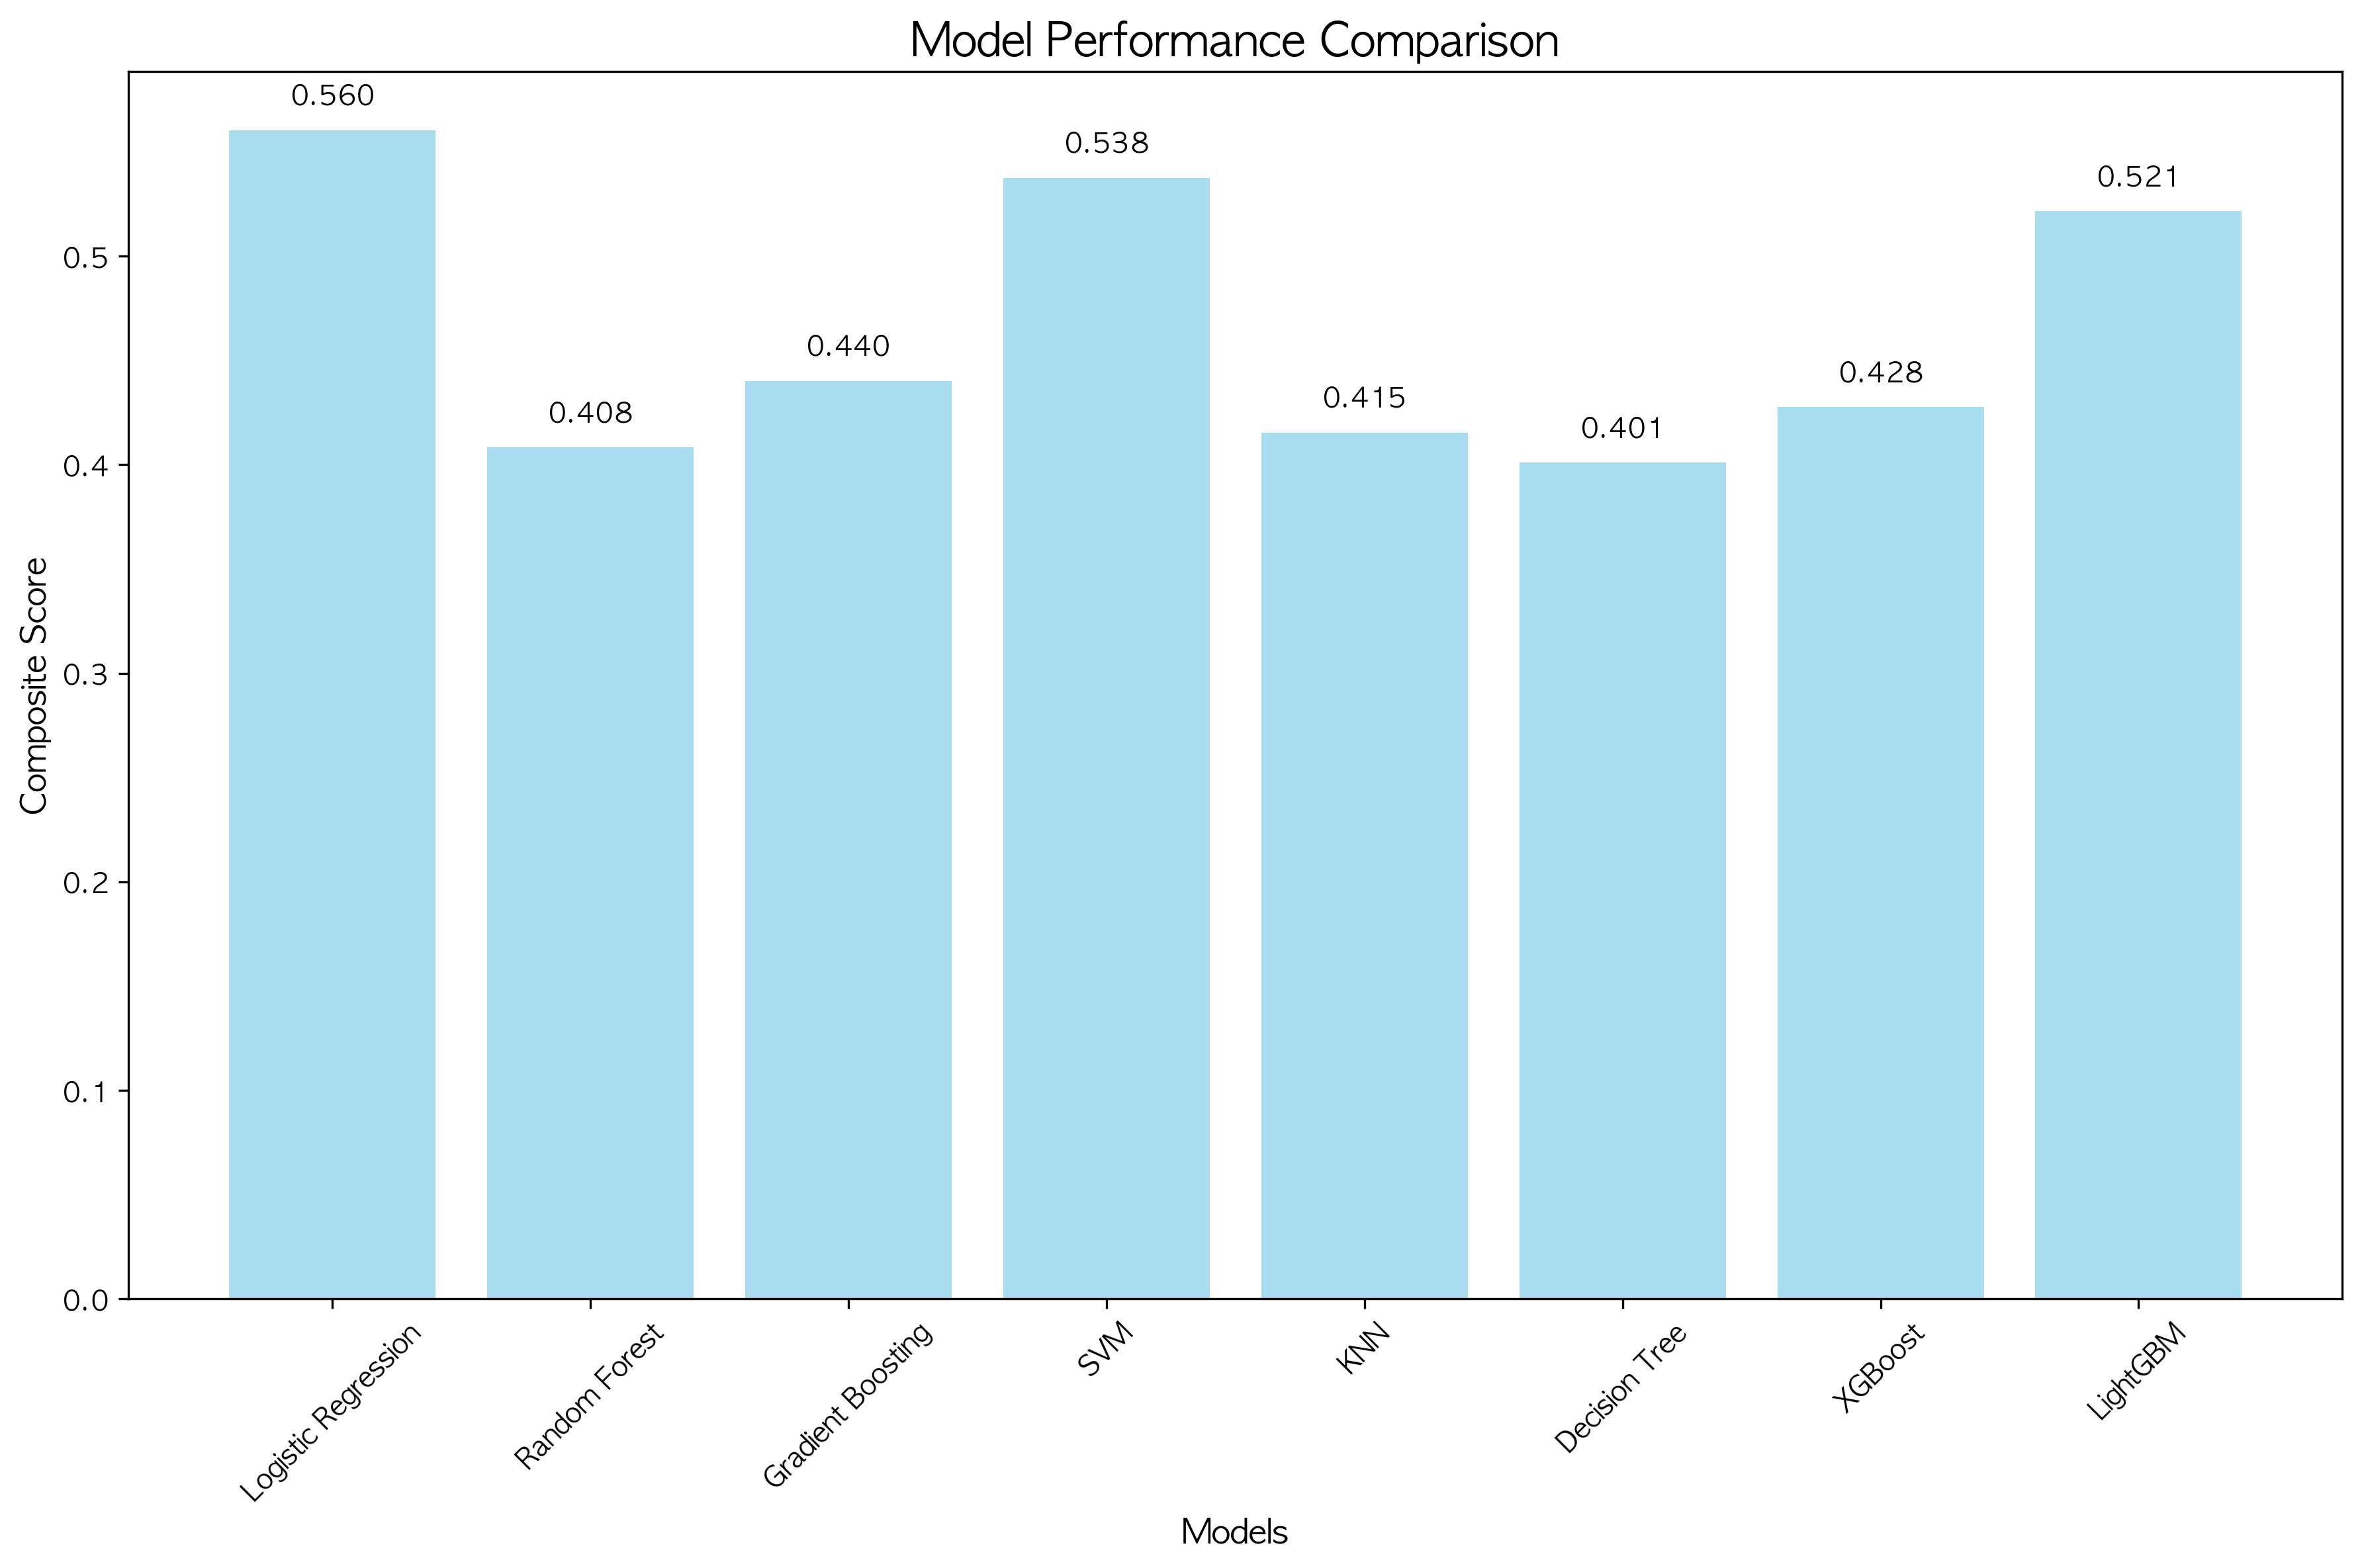 Model Performance Comparison
0.560
0.408
0.440
0.538
0.415
0.401
0.428
0.521
Composite Score
0.5
0.4
0.3
0.2
0.1
0.0
Logistic Regression
Random Forest
Gradient Boosting
SVM
KNN
Decision Tree
XGBoost
LightGBM
Models